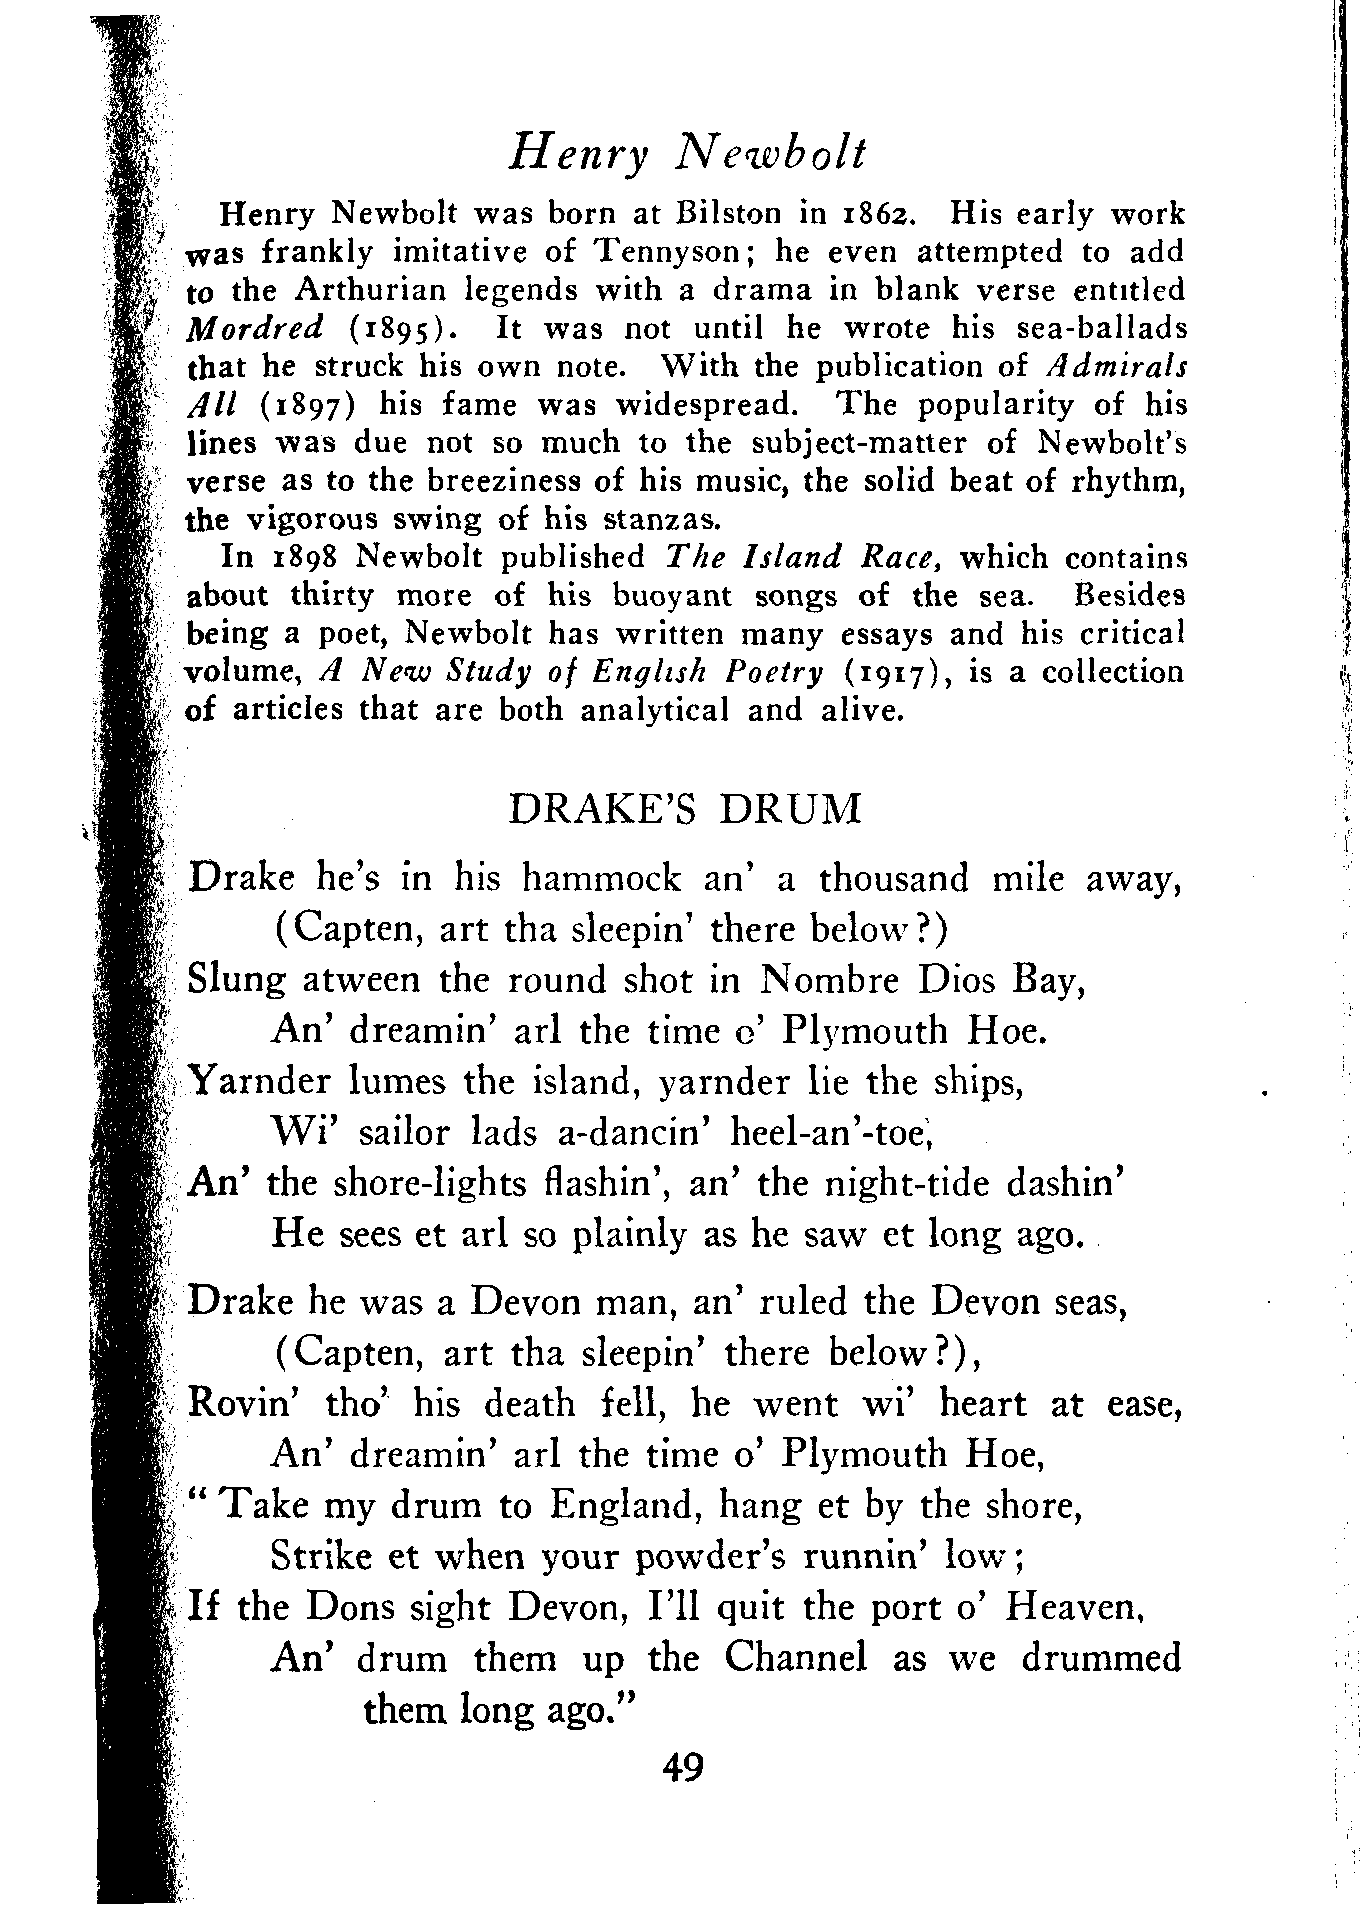 Henry Newbolt
Henry Newbolt was born at Bilston in 1862. His early work
was frankly imitative of Tennyson; he even attempted to add
to the Arthurian legends with a drama in blank verse entitled
Mordred (1895). It was not until he wrote his sea-ballads
that he struck his own note. With the publication of Admirals
All (1897) his fame was widespread. The popularity of his
lines was due not so much to the subject-matter of Newbolt's
verse as to the breeziness of his music, the solid beat of rhythm,
the vigorous swing of his stanzas.
In 1898 Newbolt published The Island Race, which contains
about thirty more of his buoyant songs of the sea. Besides
being a poet, Newbolt has written many essays and his critical
volume, A New Study of English Poetry (1917), is a collection
of articles that are both analytical and alive.
DRAKE'S DRUM
Drake he's in his hammock an' a thousand mile away,
(Capten, art tha sleepin' there below?)
Slung atween the round shot in Nombre Dios Bay,
An' dreamin' arl the time o' Plymouth Hoe.
Yarnder lumes the island, yarnder lie the ships,
Wi' sailor lads a-dancin' heel-an'-toe,
An' the shore-lights flashin', an' the night-tide dashin'
He sees et arl so plainly as he saw et long ago.
Drake he was a Devon man, an' ruled the Devon seas,
(Capten, art tha sleepin' there below?),
Rovin' tho' his death fell, he went wi' heart at ease,
An' dreamin' arl the time o' Plymouth Hoe,
"Take my drum to England, hang et by the shore,
Strike et when your powder's runnin' low;
If the Dons sight Devon, I'll quit the port o' Heaven,
An' drum them up the Channel as we drummed
them long ago."
49